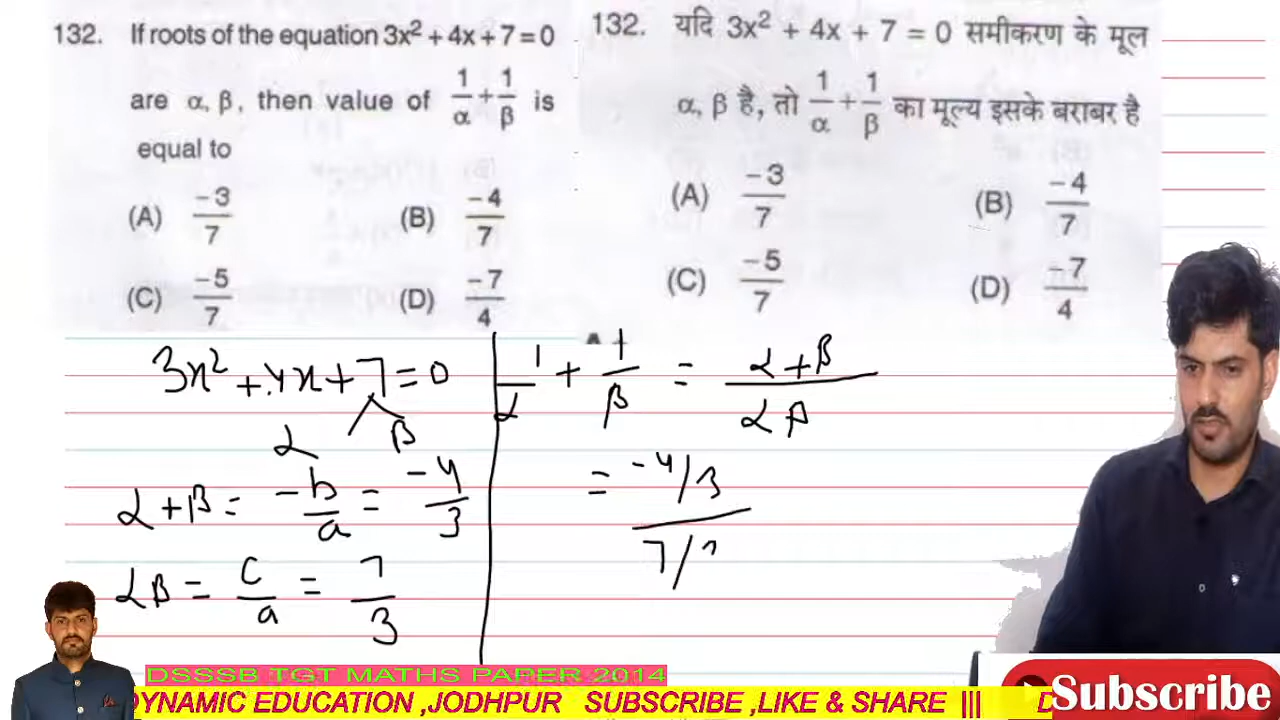 132. If roots of the equation 3x² + 4x + 7 = 0
are α, β, then value of 1/α + 1/β is
equal to
(A) -3/7 (B) -4/7
(C) -5/7 (D) -7/4
132. यदि 3x² + 4x + 7 = 0 समीकरण के मूल
α, β है, तो 1/α + 1/β का मूल्य इसके बराबर है
(A) -3/7 (B) -4/7
(C) -5/7 (D) -7/4
3x² + 4x + 7 = 0
α β
α + β = -b/a = -4/3
αβ = c/a = 7/3
1/α + 1/β = α + β / αβ
= -4/3 / 7/
DSSSB TGT MATHS PAPER 2014
DYNAMIC EDUCATION ,JODHPUR SUBSCRIBE ,LIKE & SHARE ||| D
Subscribe